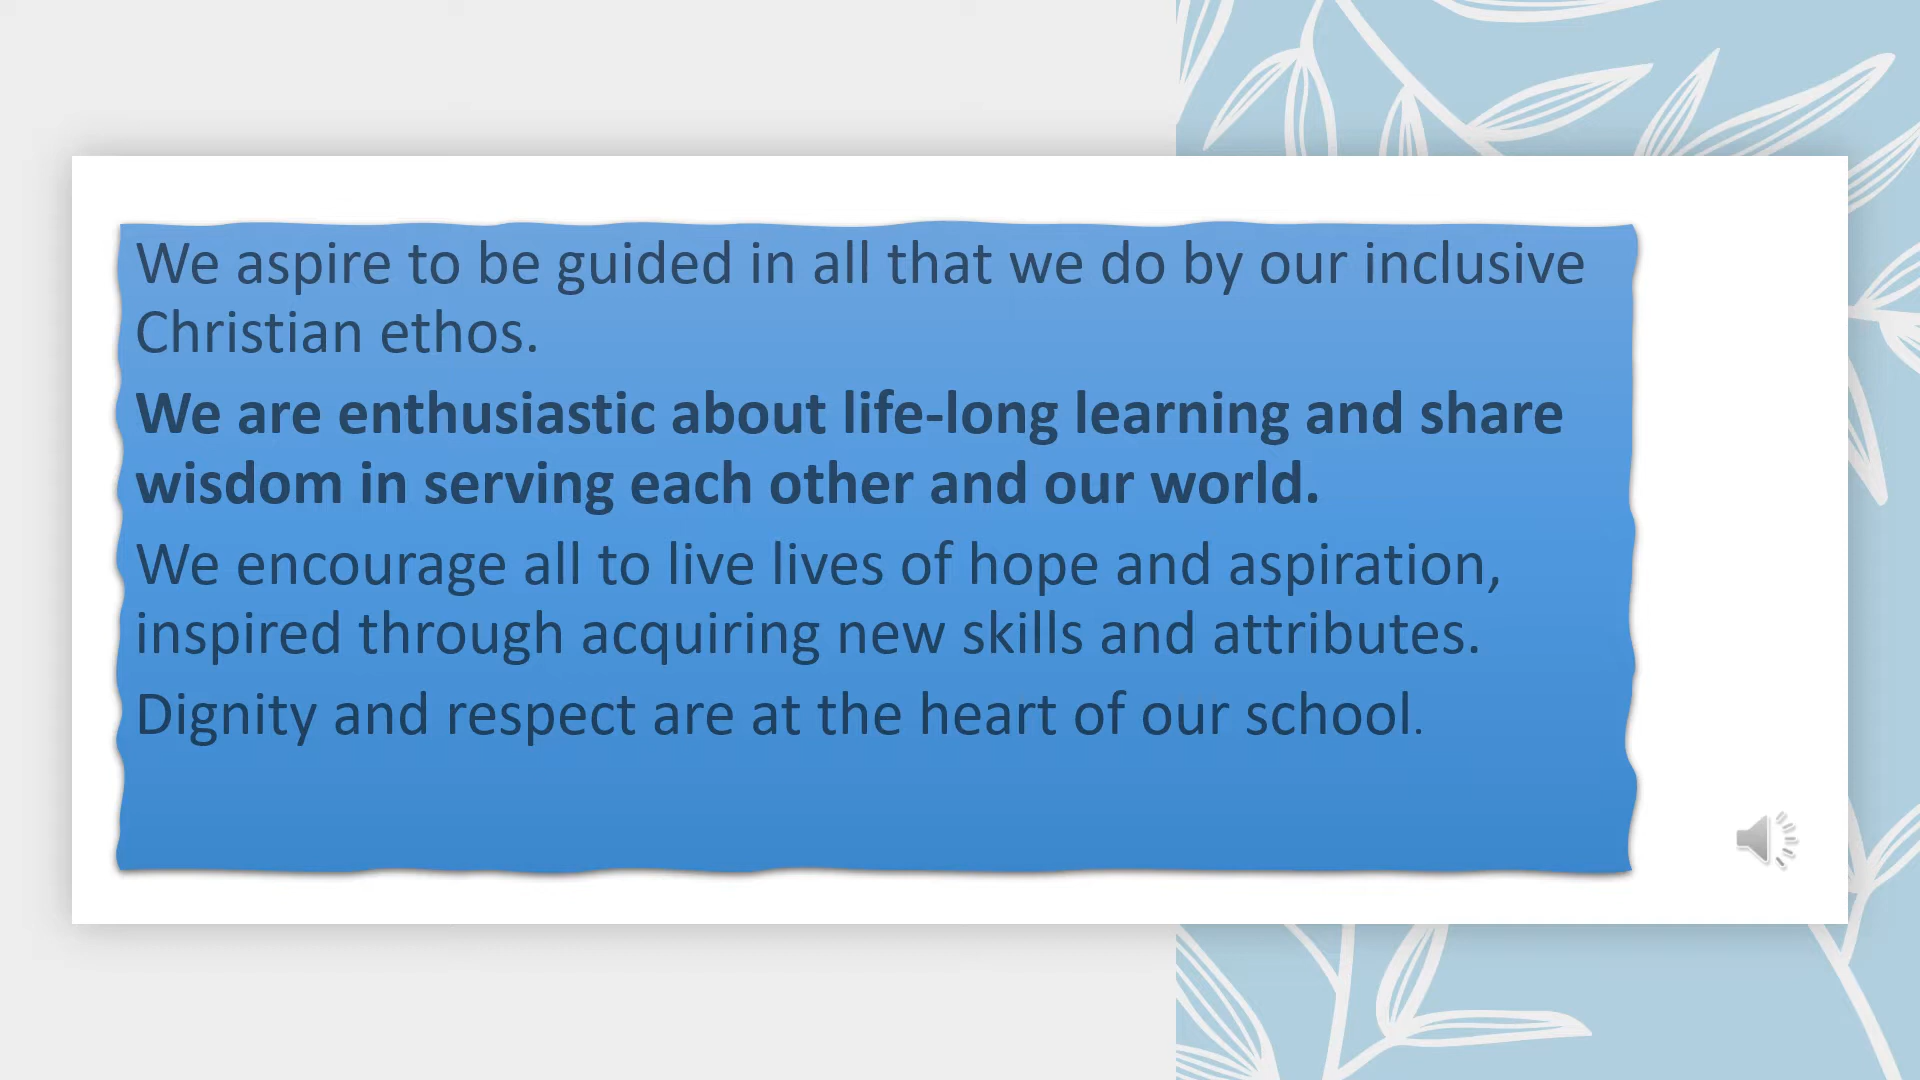 We aspire to be guided in all that we do by our inclusive
Christian ethos.
We are enthusiastic about life-long learning and share
wisdom in serving each other and our world.
We encourage all to live lives of hope and aspiration,
inspired through acquiring new skills and attributes.
Dignity and respect are at the heart of our school.